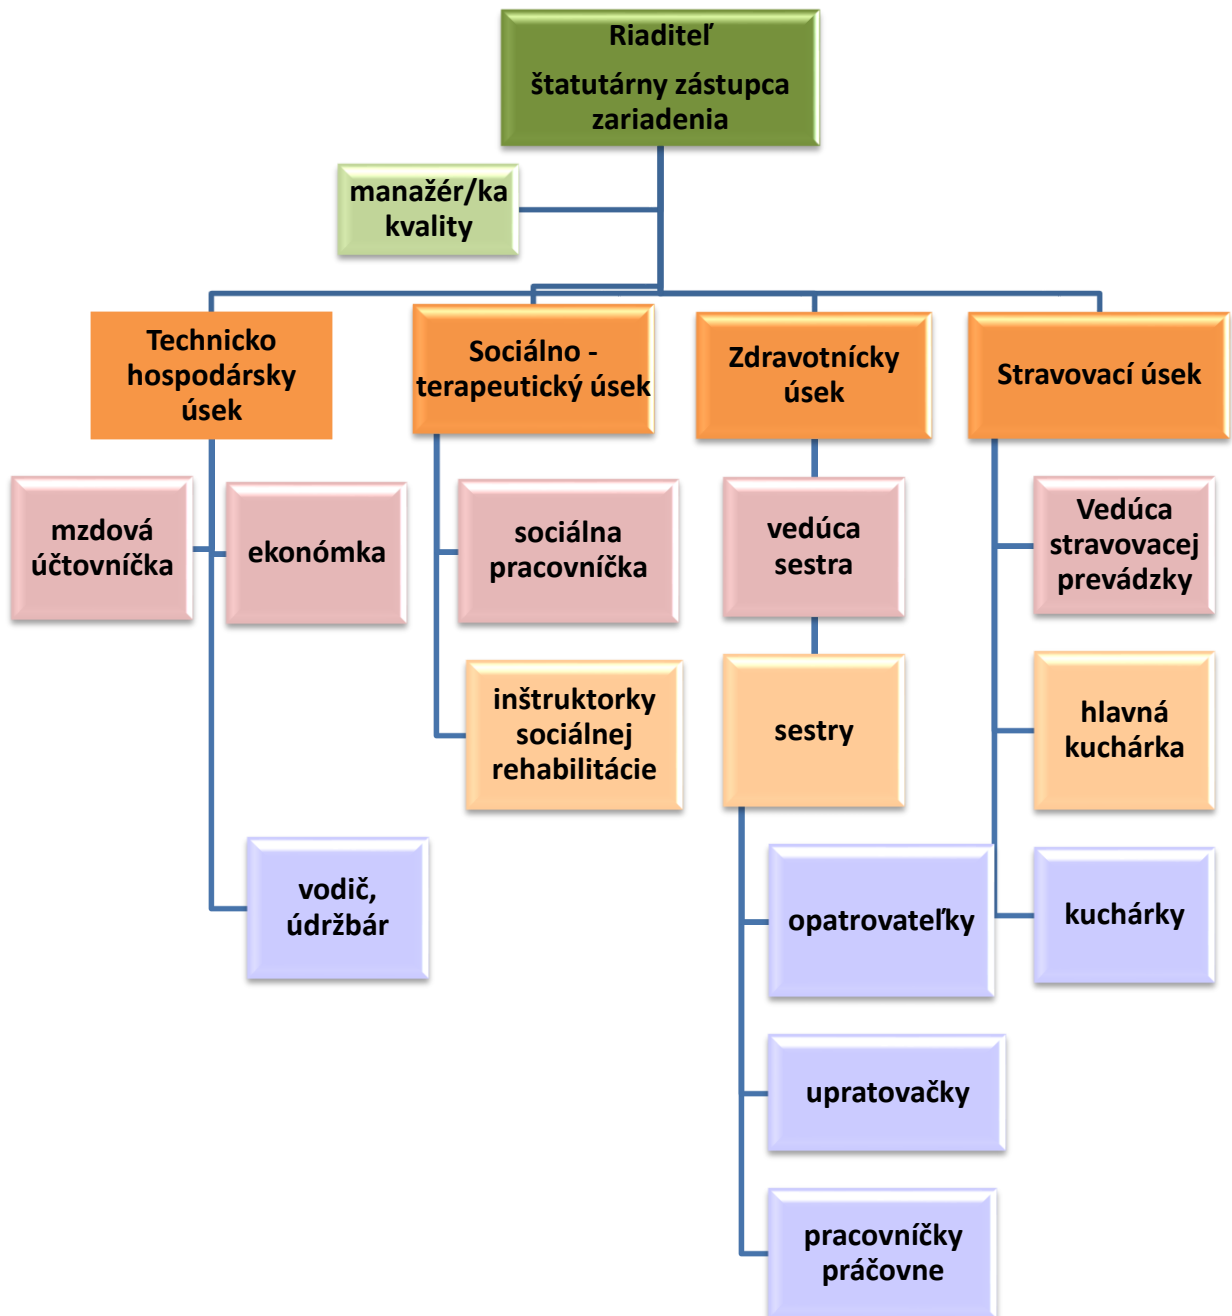 Riaditeľ
štatutárny zástupca
zariadenia
manažér/ka
kvality
Technicko
hospodársky
úsek
Sociálno -
terapeutický úsek
Zdravotnícky
úsek
Stravovací úsek
mzdová
účtovníčka
ekonómka
sociálna
pracovníčka
vedúca
sestra
Vedúca
stravovacej
prevádzky
inštruktorky
sociálnej
rehabilitácie
sestry
hlavná
kuchárka
vodič,
údržbár
opatrovateľky
kuchárky
upratovačky
pracovníčky
práčovne